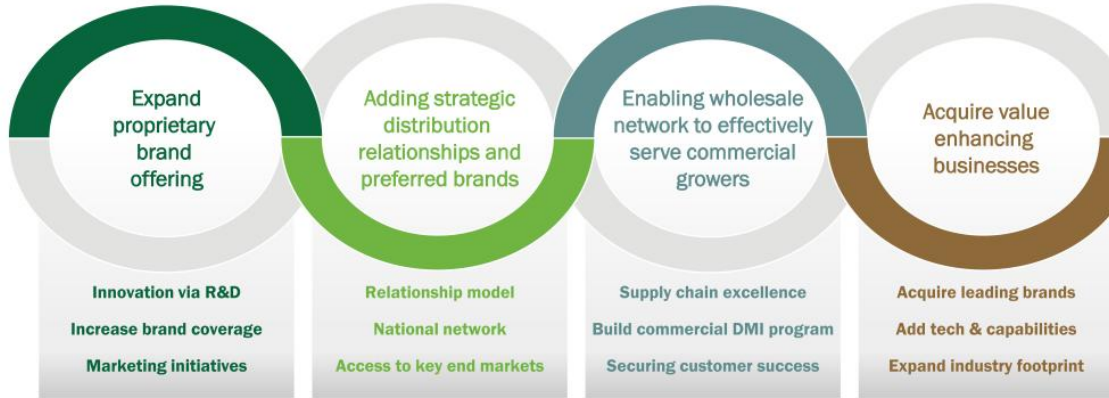 Expand
proprietary
brand
offering
Innovation via R&D
Increase brand coverage
Marketing initiatives
Adding strategic
distribution
relationships and
preferred brands
Relationship model
National network
Access to key end markets
Enabling wholesale
network to effectively
serve commercial
growers
Supply chain excellence
Build commercial DMI program
Securing customer success
Acquire value
enhancing
businesses
Acquire leading brands
Add tech & capabilities
Expand industry footprint